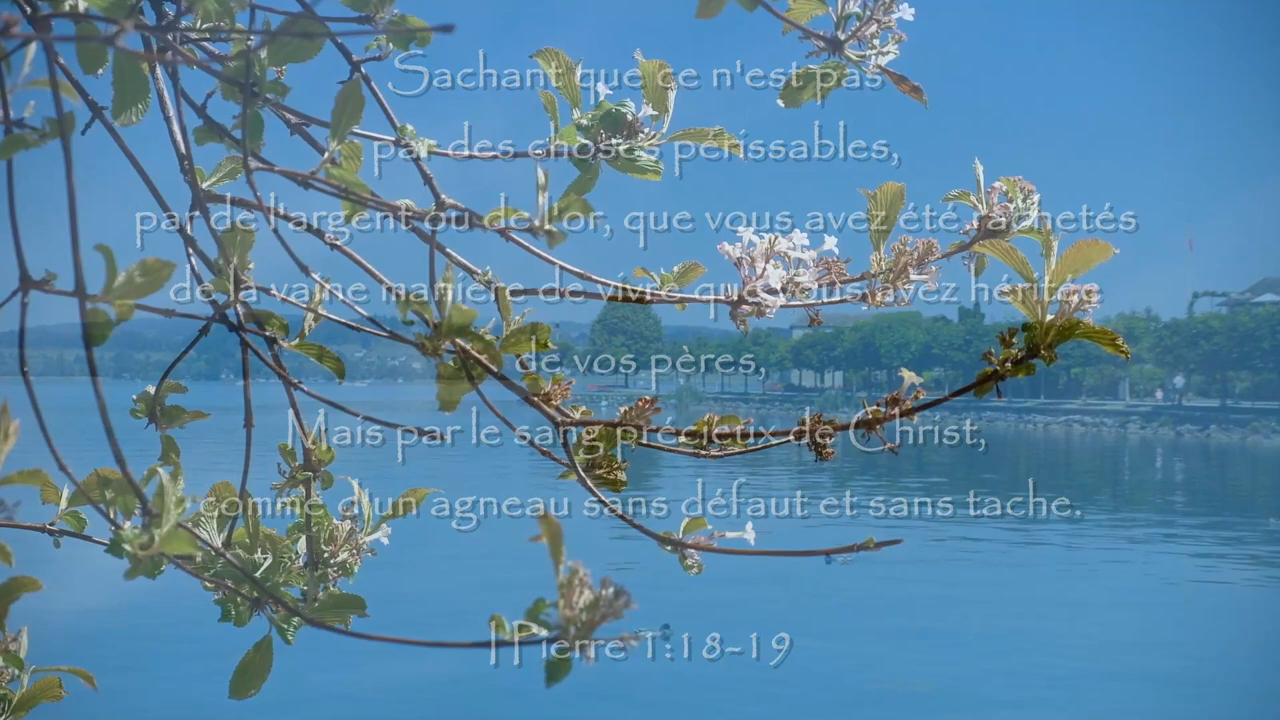 Sachant que ce n'est pas
par des choses périssables,
par de l'argent ou de l'or, que vous avez été rachetés
de la vaine manière de vivre que vous avez héritée
de vos pères,
Mais par le sang précieux de Christ,
comme d'un agneau sans défaut et sans tache.
1 Pierre 1:18-19